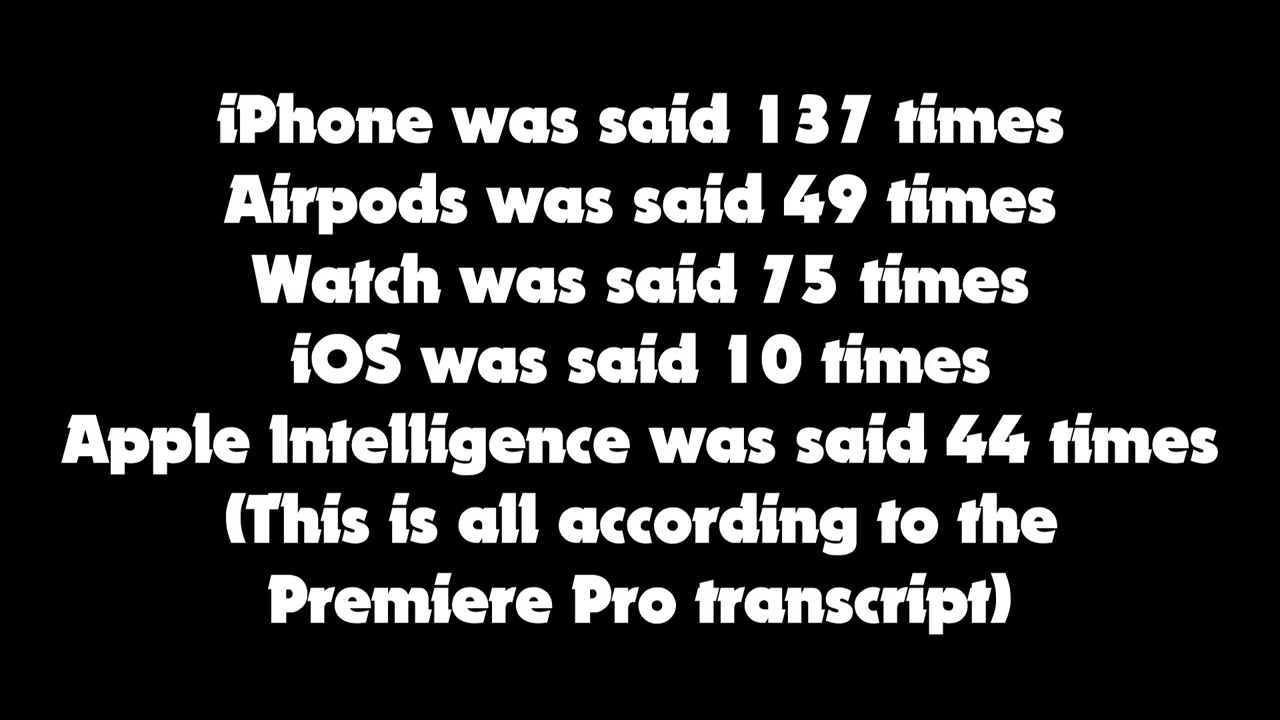 iPhone was said 137 times
Airpods was said 49 times
Watch was said 75 times
iOS was said 10 times
Apple Intelligence was said 44 times
(This is all according to the
Premiere Pro transcript)